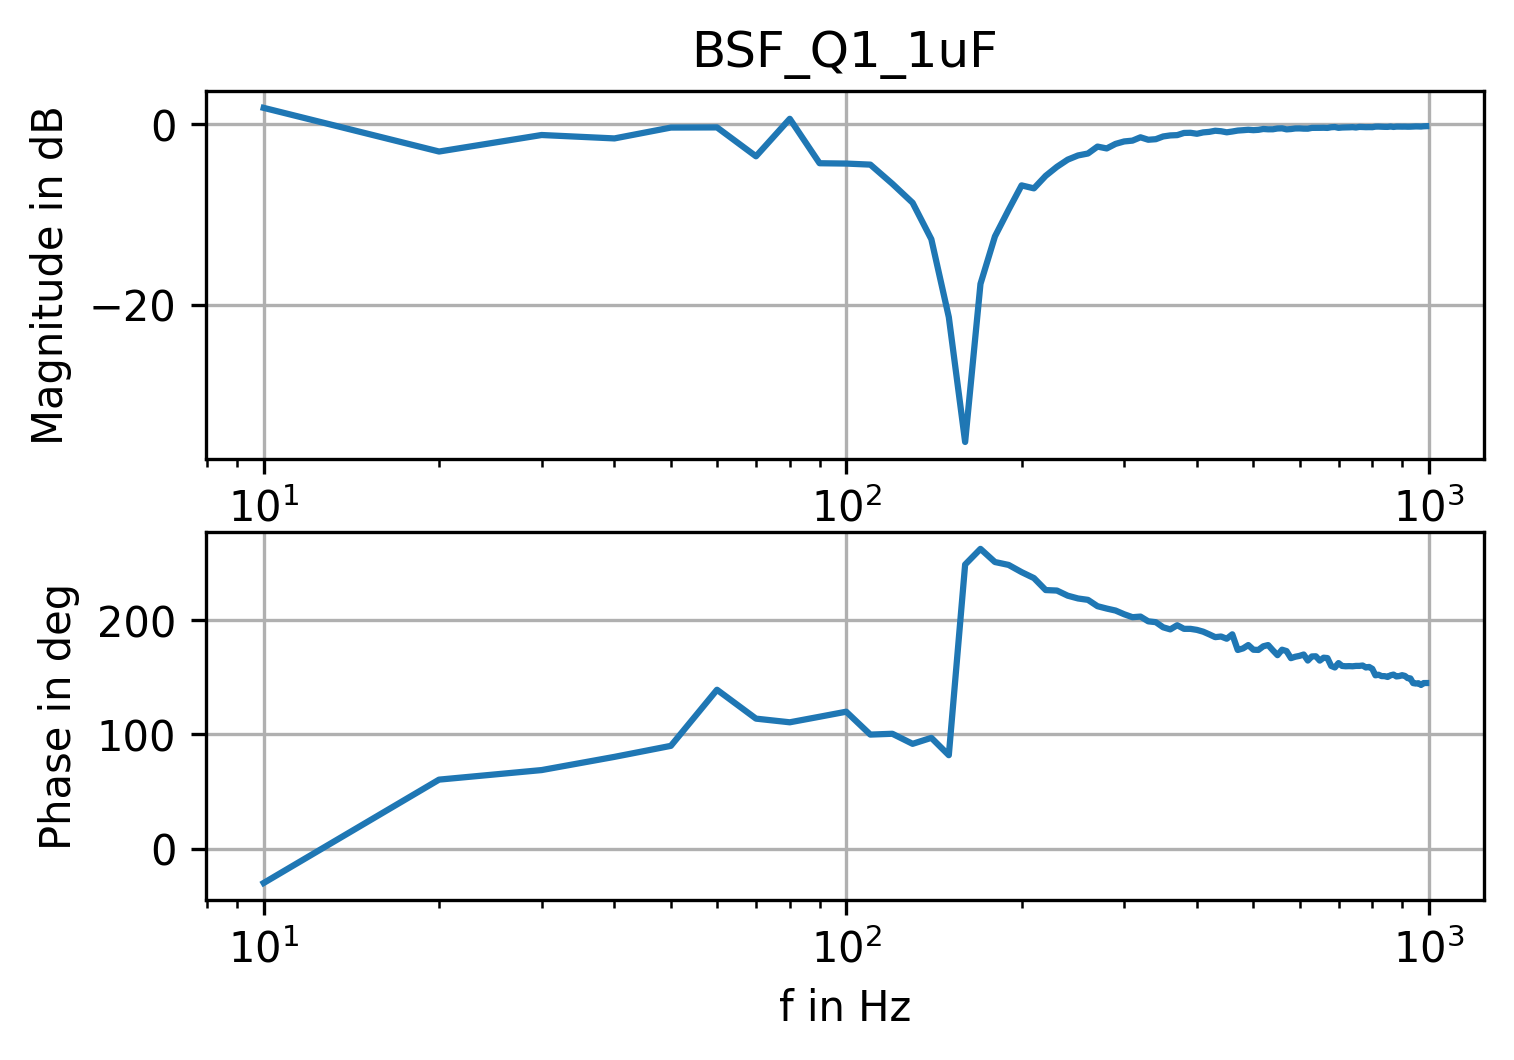 BSF_Q1_1uF
Magnitude in dB
0
−20
10¹
10²
10³
Phase in deg
200
100
0
10¹
10²
10³
f in Hz